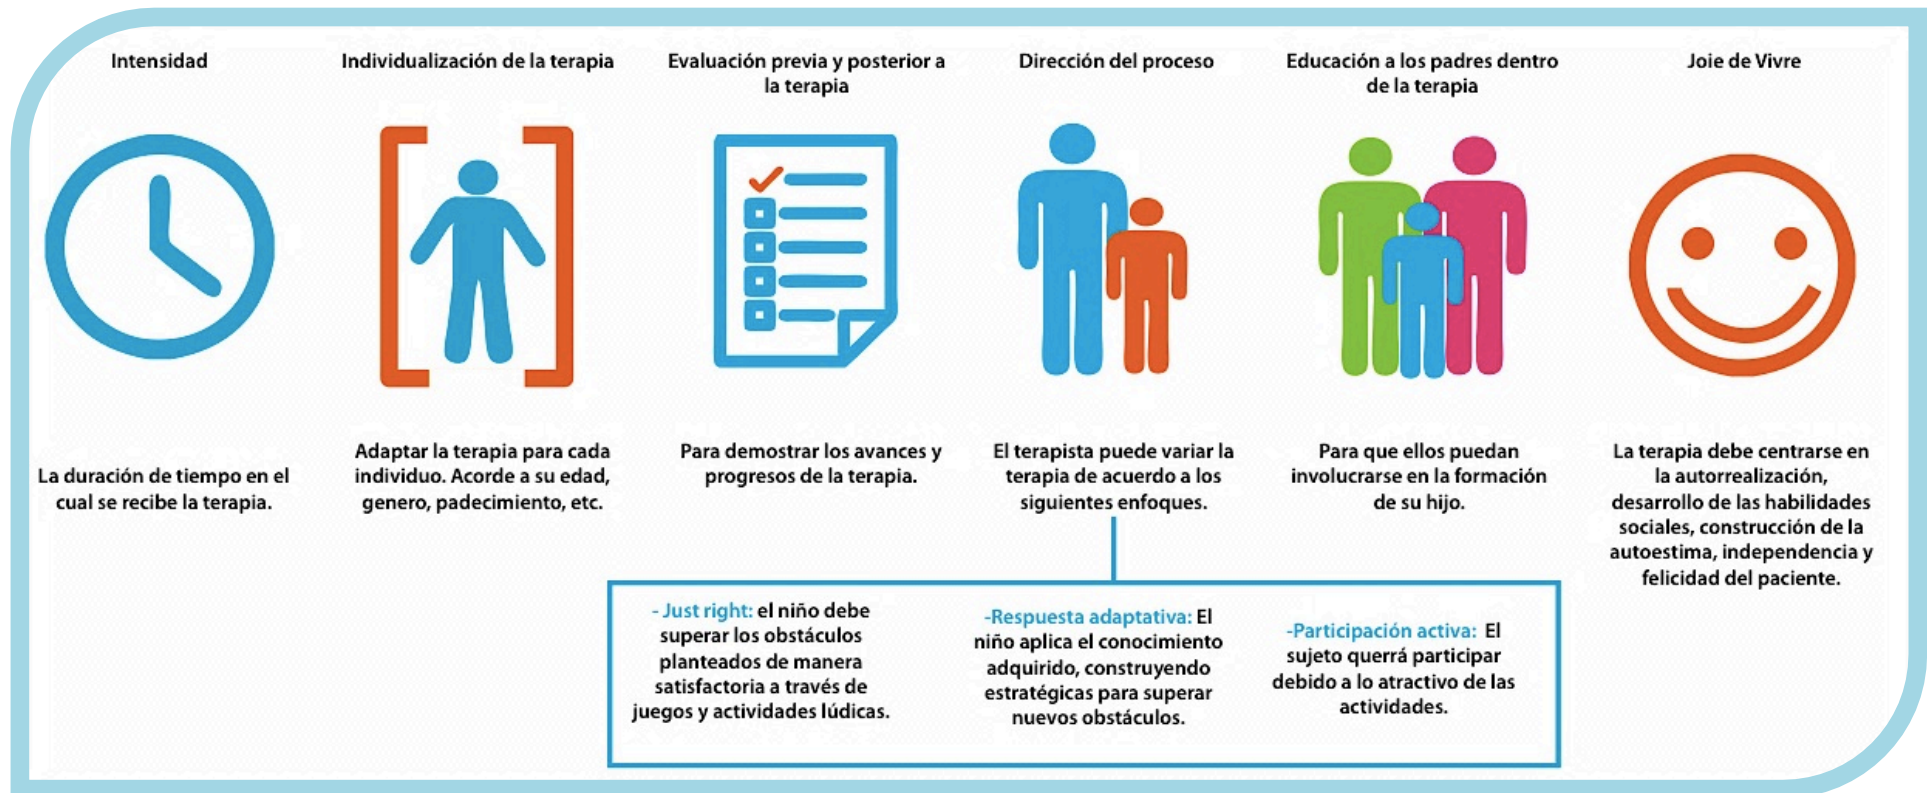 Intensidad
Individualización de la terapia
Evaluación previa y posterior a
la terapia
Dirección del proceso
Educación a los padres dentro
de la terapia
Joie de Vivre
La duración de tiempo en el
cual se recibe la terapia.
Adaptar la terapia para cada
individuo. Acorde a su edad,
genero, padecimiento, etc.
Para demostrar los avances y
progresos de la terapia.
El terapista puede variar la
terapia de acuerdo a los
siguientes enfoques.
Para que ellos puedan
involucrarse en la formación
de su hijo.
La terapia debe centrarse en
la autorrealización,
desarrollo de las habilidades
sociales, construcción de la
autoestima, independencia y
felicidad del paciente.
- Just right: el niño debe
superar los obstáculos
planteados de manera
satisfactoria a través de
juegos y actividades lúdicas.
-Respuesta adaptativa: El
niño aplica el conocimiento
adquirido, construyendo
estratégicas para superar
nuevos obstáculos.
-Participación activa: El
sujeto querrá participar
debido a lo atractivo de las
actividades.